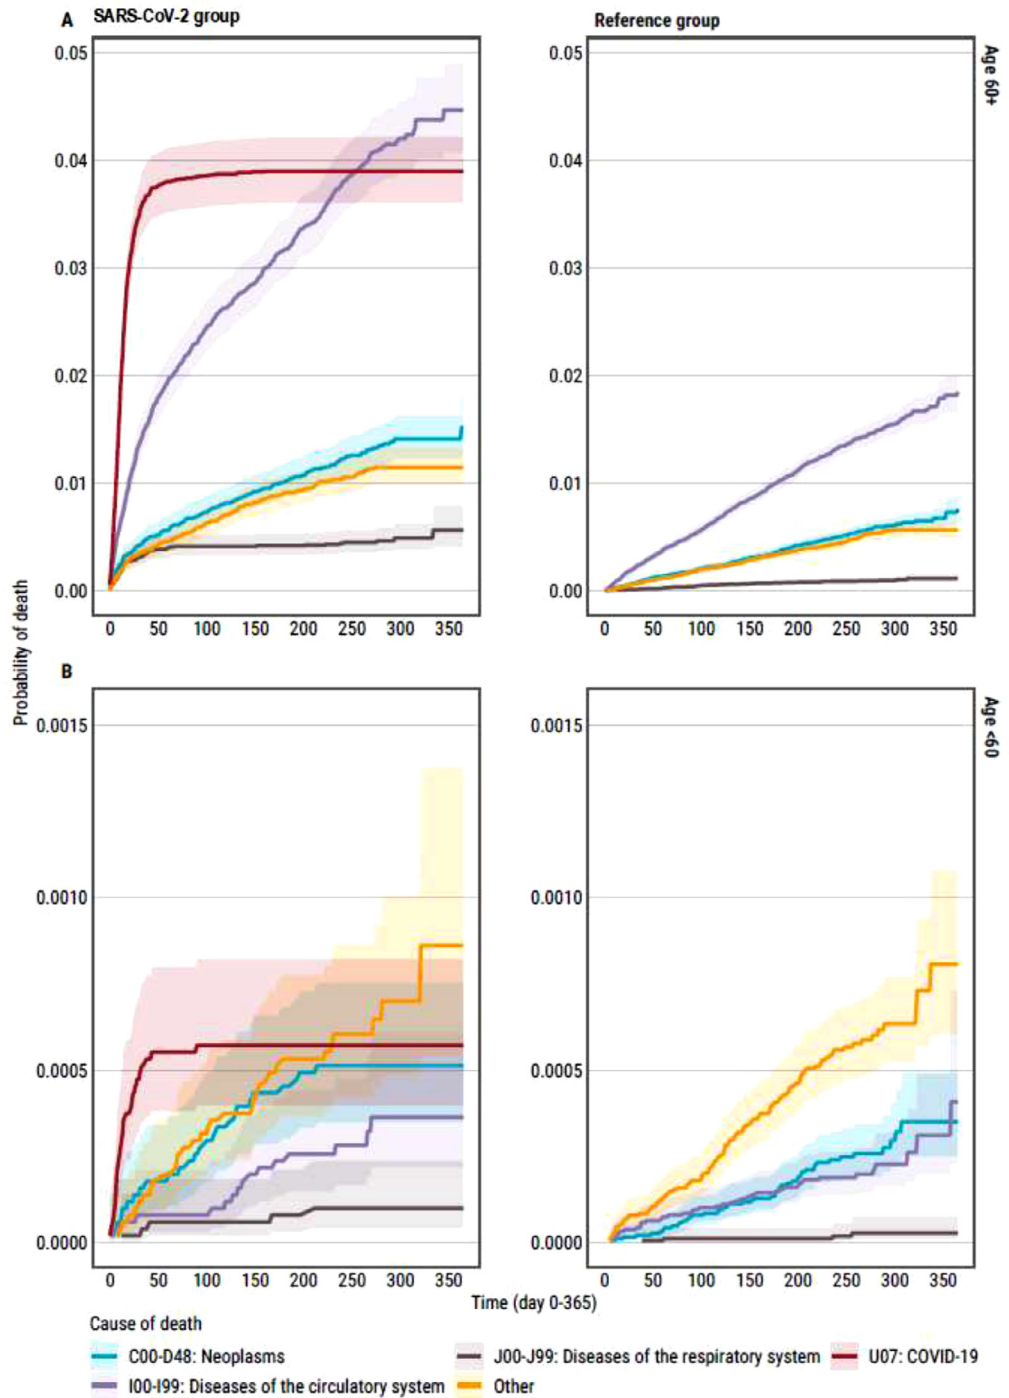 A SARS-CoV-2 group
Reference group
Age 60+
0.05
0.04
0.03
0.02
0.01
0.00
0 50 100 150 200 250 300 350
0.05
0.04
0.03
0.02
0.01
0.00
0 50 100 150 200 250 300 350
Probability of death
B
Age <60
0.0015
0.0010
0.0005
0.0000
0 50 100 150 200 250 300 350
0.0015
0.0010
0.0005
0.0000
0 50 100 150 200 250 300 350
Time (day 0-365)
Cause of death
C00-D48: Neoplasms
J00-J99: Diseases of the respiratory system
U07: COVID-19
I00-I99: Diseases of the circulatory system
Other